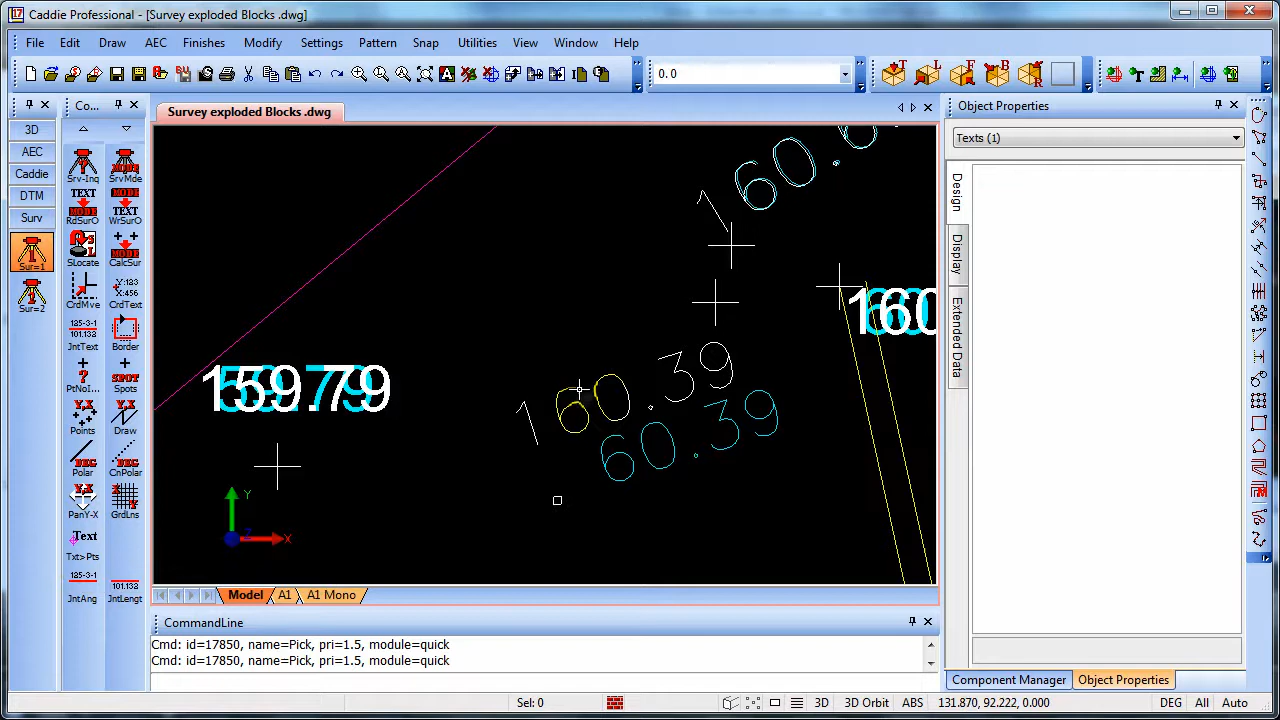 Caddie Professional - [Survey exploded Blocks .dwg]
File Edit Draw AEC Finishes Modify Settings Pattern Snap Utilities View Window Help
0.0
Co...
Survey exploded Blocks .dwg
Object Properties
Texts (1)
3D
AEC
Caddie
DTM
Surv
Sur=1
Sur=2
Srv-Inq SrvMde
RdSurO WrSurO
SLocate CalcSur
CrdMve CrdText
JntText Border
PtNoI... Spots
Points Draw
Polar CnPolar
PanY-X GrdLns
Txt>Pts
JntAng JntLengt
159.79
59.79
160.39
60.39
Y
X
Z
Design
Display
Extended Data
Model A1 A1 Mono
CommandLine
Cmd: id=17850, name=Pick, pri=1.5, module=quick
Cmd: id=17850, name=Pick, pri=1.5, module=quick
Component Manager Object Properties
Sel: 0 3D 3D Orbit ABS 131.870, 92.222, 0.000 DEG All Auto